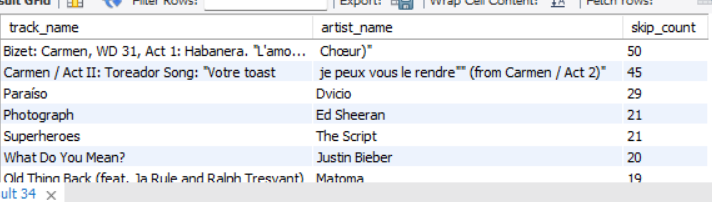 sult Grid Filter Rows: Export: Wrap Cell Content: IA Fetch rows:
track_name artist_name skip_count
Bizet: Carmen, WD 31, Act 1: Habanera. "L'amo... Chœur)" 50
Carmen / Act II: Toreador Song: "Votre toast je peux vous le rendre"" (from Carmen / Act 2)" 45
Paraíso Dvicio 29
Photograph Ed Sheeran 21
Superheroes The Script 21
What Do You Mean? Justin Bieber 20
Old Thing Back (feat. Ja Rule and Ralph Tresvant) Matoma 19
ult 34 ×